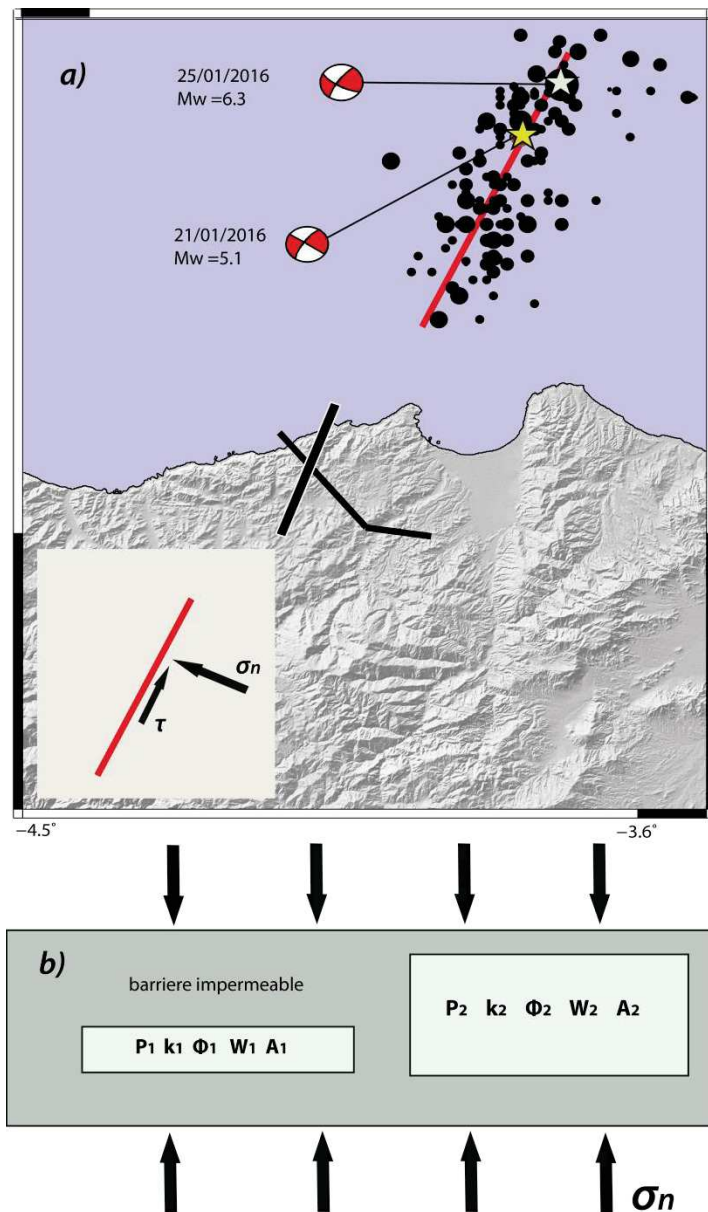 a)
25/01/2016
Mw =6.3
21/01/2016
Mw =5.1
σn
τ
−4.5˚
−3.6˚
b)
barriere impermeable
P1 k1 Φ1 W1 A1
P2 k2 Φ2 W2 A2
σn